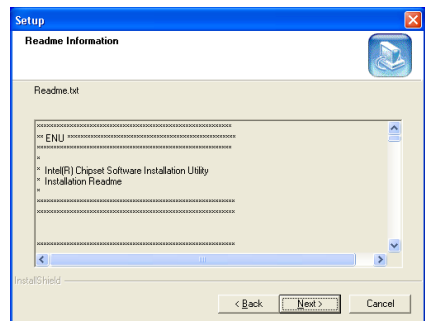 Setup
Readme Information
Readme.txt
********************************************************
** ENU **************************************************
********************************************************
*
* Intel(R) Chipset Software Installation Utility
* Installation Readme
*
*********************************************************
*********************************************************
*********************************************************
InstallShield
< Back
Next >
Cancel